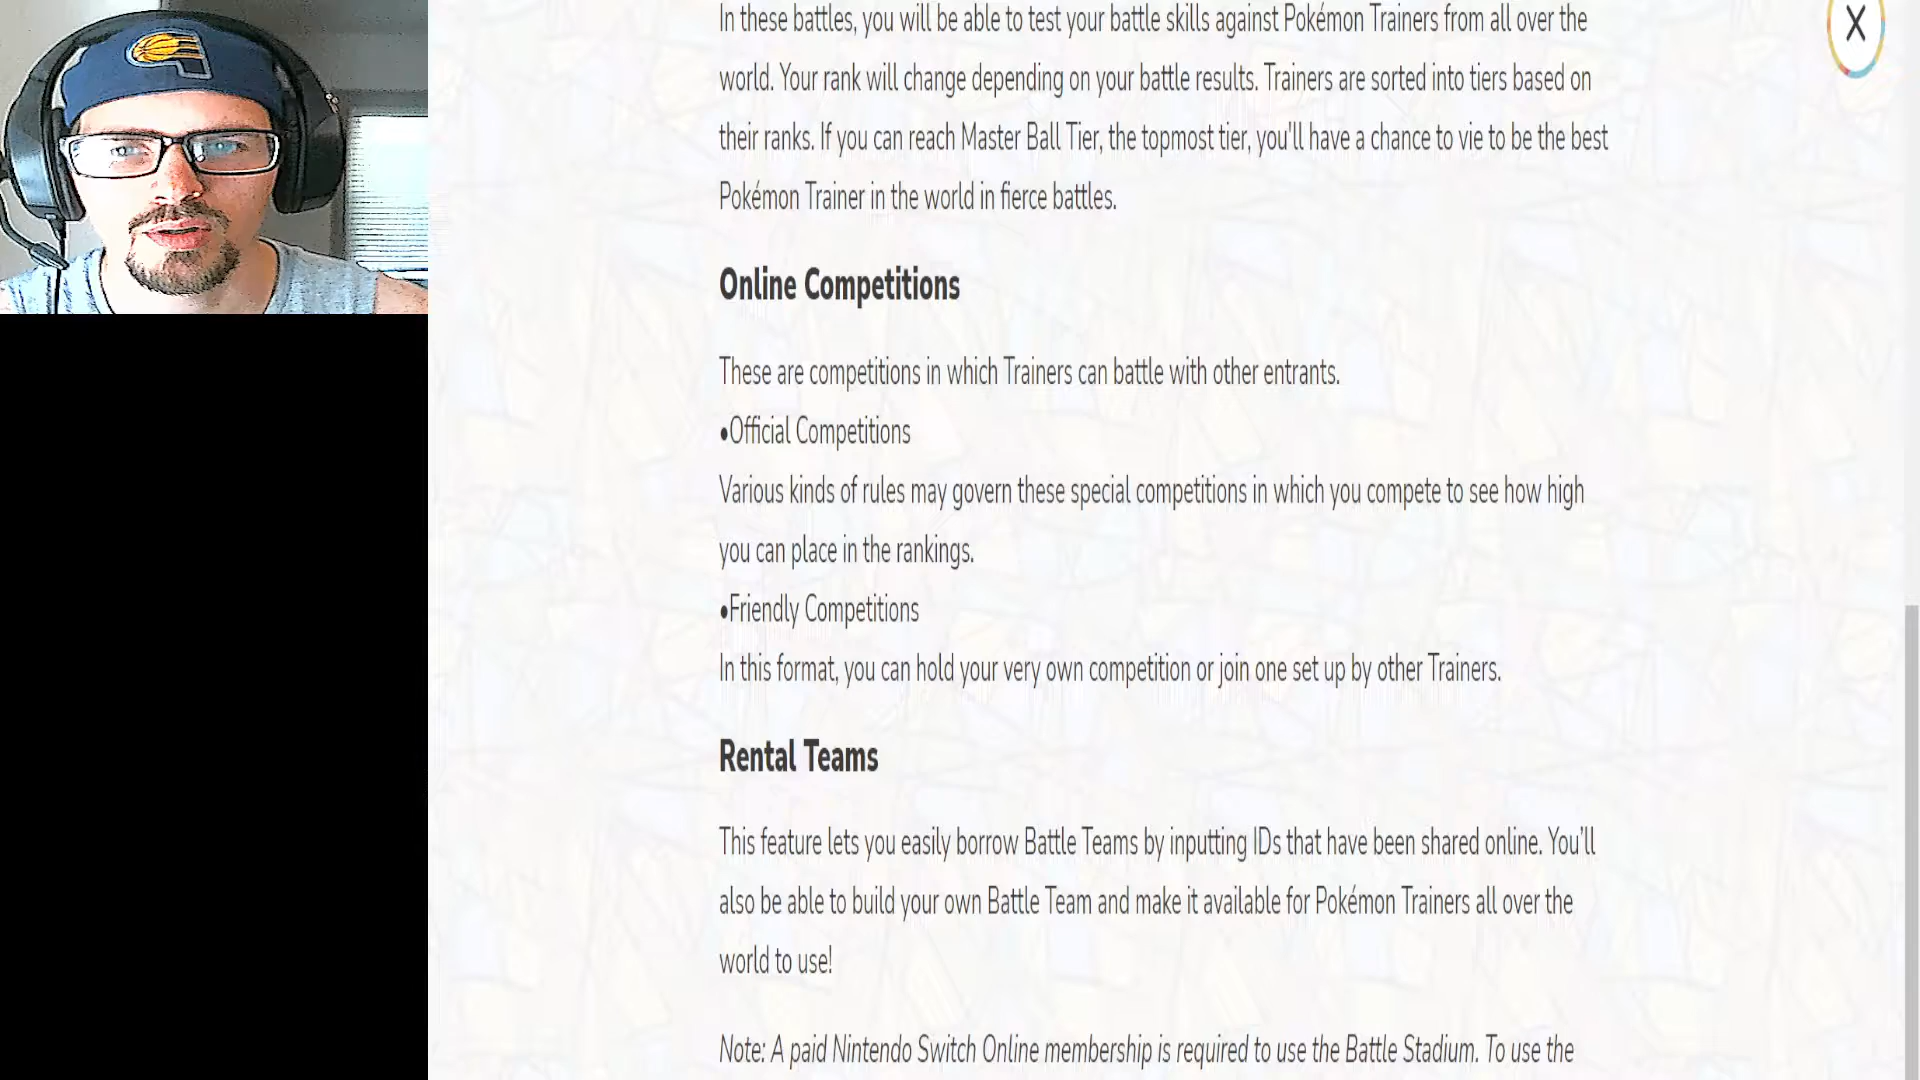 In these battles, you will be able to test your battle skills against Pokémon Trainers from all over the
world. Your rank will change depending on your battle results. Trainers are sorted into tiers based on
their ranks. If you can reach Master Ball Tier, the topmost tier, you'll have a chance to vie to be the best
Pokémon Trainer in the world in fierce battles.
X
Online Competitions
These are competitions in which Trainers can battle with other entrants.
•Official Competitions
Various kinds of rules may govern these special competitions in which you compete to see how high
you can place in the rankings.
•Friendly Competitions
In this format, you can hold your very own competition or join one set up by other Trainers.
Rental Teams
This feature lets you easily borrow Battle Teams by inputting IDs that have been shared online. You’ll
also be able to build your own Battle Team and make it available for Pokémon Trainers all over the
world to use!
Note: A paid Nintendo Switch Online membership is required to use the Battle Stadium. To use the